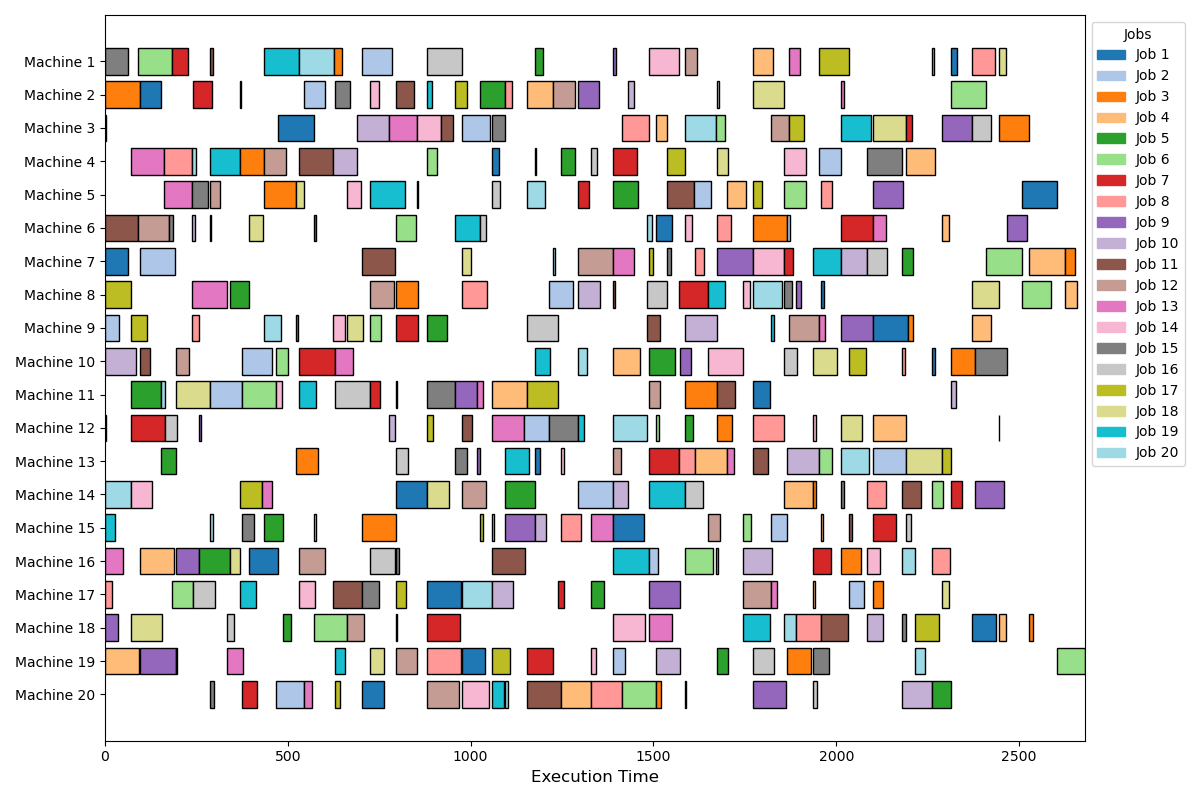 Machine 1
Machine 2
Machine 3
Machine 4
Machine 5
Machine 6
Machine 7
Machine 8
Machine 9
Machine 10
Machine 11
Machine 12
Machine 13
Machine 14
Machine 15
Machine 16
Machine 17
Machine 18
Machine 19
Machine 20
0 500 1000 1500 2000 2500
Execution Time
Jobs
Job 1
Job 2
Job 3
Job 4
Job 5
Job 6
Job 7
Job 8
Job 9
Job 10
Job 11
Job 12
Job 13
Job 14
Job 15
Job 16
Job 17
Job 18
Job 19
Job 20